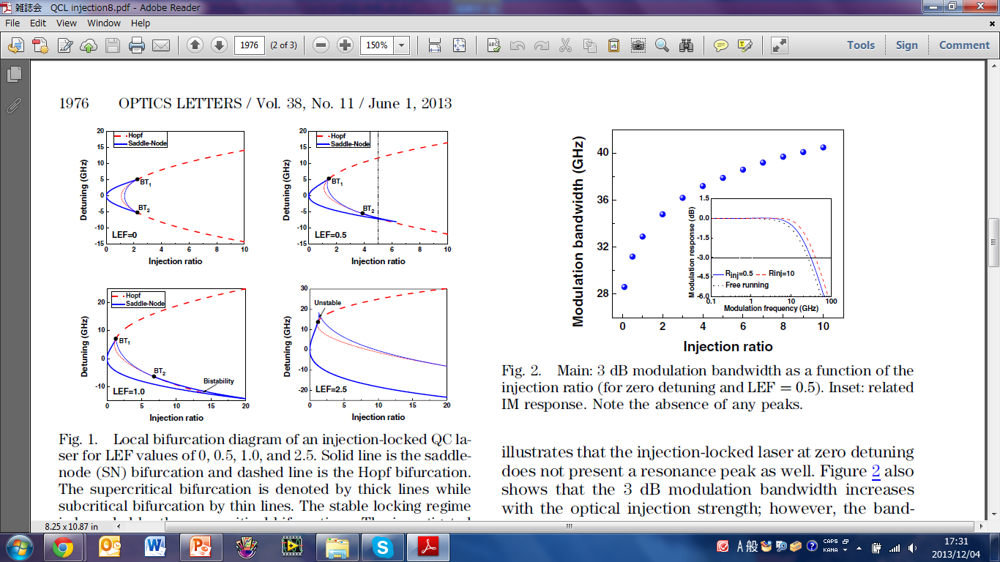 雑誌会 QCL injection8.pdf - Adobe Reader
File Edit View Window Help
1976 (2 of 3) 150% Tools Sign Comment
1976 OPTICS LETTERS / Vol. 38, No. 11 / June 1, 2013
20
15
10
5
0
-5
-10
-15
Detuning (GHz)
Hopf
Saddle-Node
BT1
BT2
LEF=0
0 2 4 6 8 10
Injection ratio
20
15
10
5
0
-5
-10
-15
Detuning (GHz)
Hopf
Saddle-Node
BT1
BT2
LEF=0.5
0 2 4 6 8 10
Injection ratio
20
10
0
-10
Detuning (GHz)
Hopf
Saddle-Node
BT1
BT2
Bistability
LEF=1.0
0 5 10 15 20
Injection ratio
30
20
10
0
-10
-20
Detuning (GHz)
Unstable
LEF=2.5
0 5 10 15 20
Injection ratio
Fig. 1. Local bifurcation diagram of an injection-locked QC la-
ser for LEF values of 0, 0.5, 1.0, and 2.5. Solid line is the saddle-
node (SN) bifurcation and dashed line is the Hopf bifurcation.
The supercritical bifurcation is denoted by thick lines while
subcritical bifurcation by thin lines. The stable locking regime
40
36
32
28
Modulation bandwidth (GHz)
1.5
0.0
-1.5
-3.0
-4.5
-6.0
Modulation response (dB)
Rinj=0.5 Rinj=10
Free running
0.1 1 10 100
Modulation frequency (GHz)
0 2 4 6 8 10
Injection ratio
Fig. 2. Main: 3 dB modulation bandwidth as a function of the
injection ratio (for zero detuning and LEF = 0.5). Inset: related
IM response. Note the absence of any peaks.
illustrates that the injection-locked laser at zero detuning
does not present a resonance peak as well. Figure 2 also
shows that the 3 dB modulation bandwidth increases
with the optical injection strength; however, the band-
8.25 x 10.87 in
A 般 CAPS KANA
17:31
2013/12/04